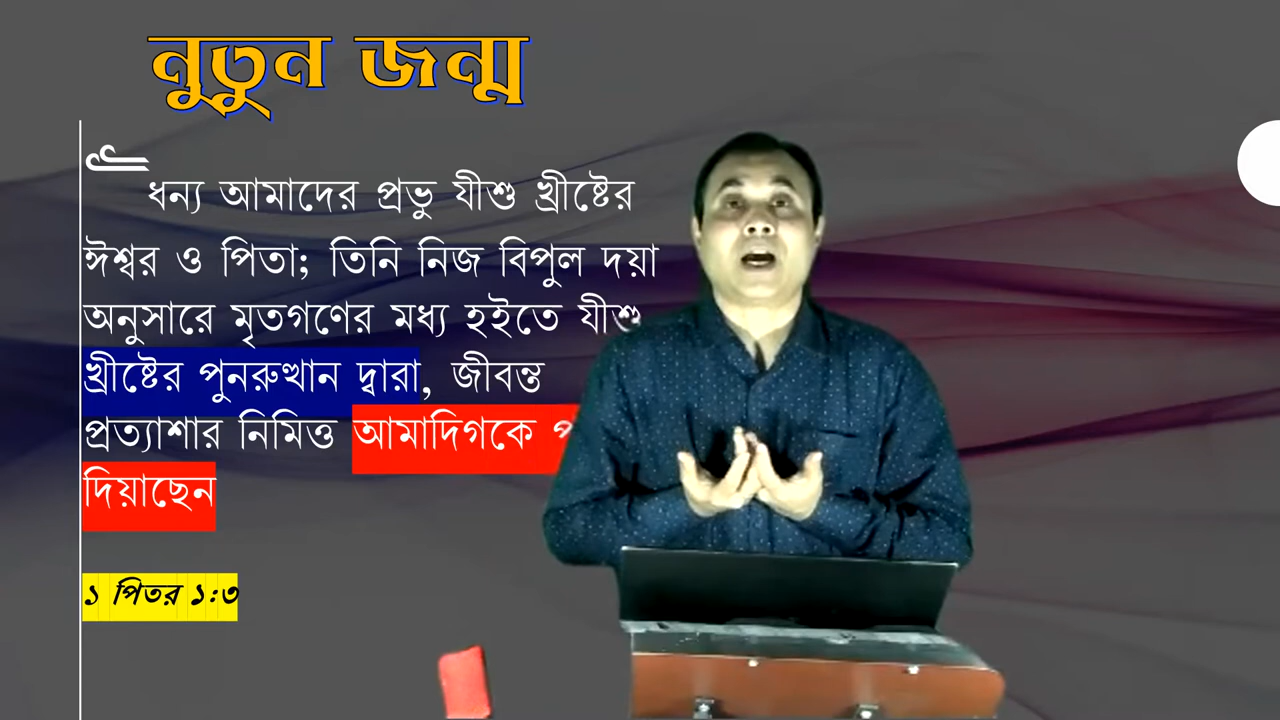 নুতুন জন্ম
ধন্য আমাদের প্রভু যীশু খ্রীষ্টের
ঈশ্বর ও পিতা; তিনি নিজ বিপুল দয়া
অনুসারে মৃতগণের মধ্য হইতে যীশু
খ্রীষ্টের পুনরুত্থান দ্বারা, জীবন্ত
প্রত্যাশার নিমিত্ত আমাদিগকে
দিয়াছেন
১ পিতর ১:৩